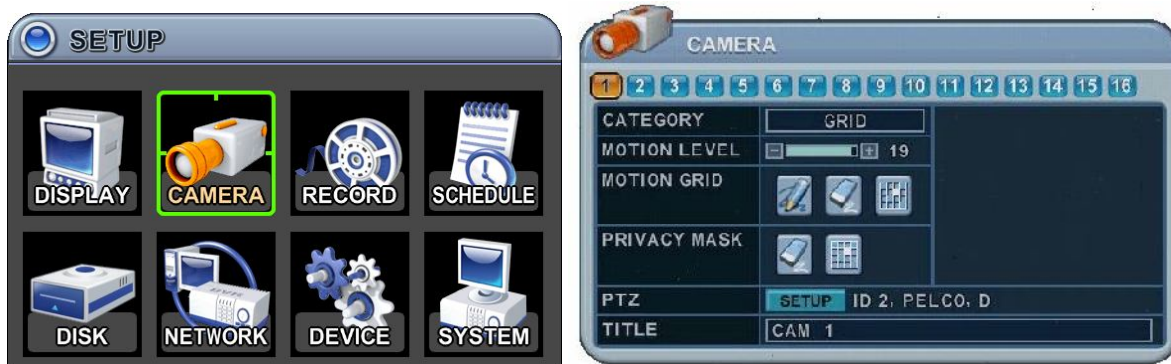 SETUP
DISPLAY CAMERA RECORD SCHEDULE
DISK NETWORK DEVICE SYSTEM
CAMERA
1 2 3 4 5 6 7 8 9 10 11 12 13 14 15 16
CATEGORY GRID
MOTION LEVEL - + 19
MOTION GRID
PRIVACY MASK
PTZ SETUP ID 2, PELCO, D
TITLE CAM 1